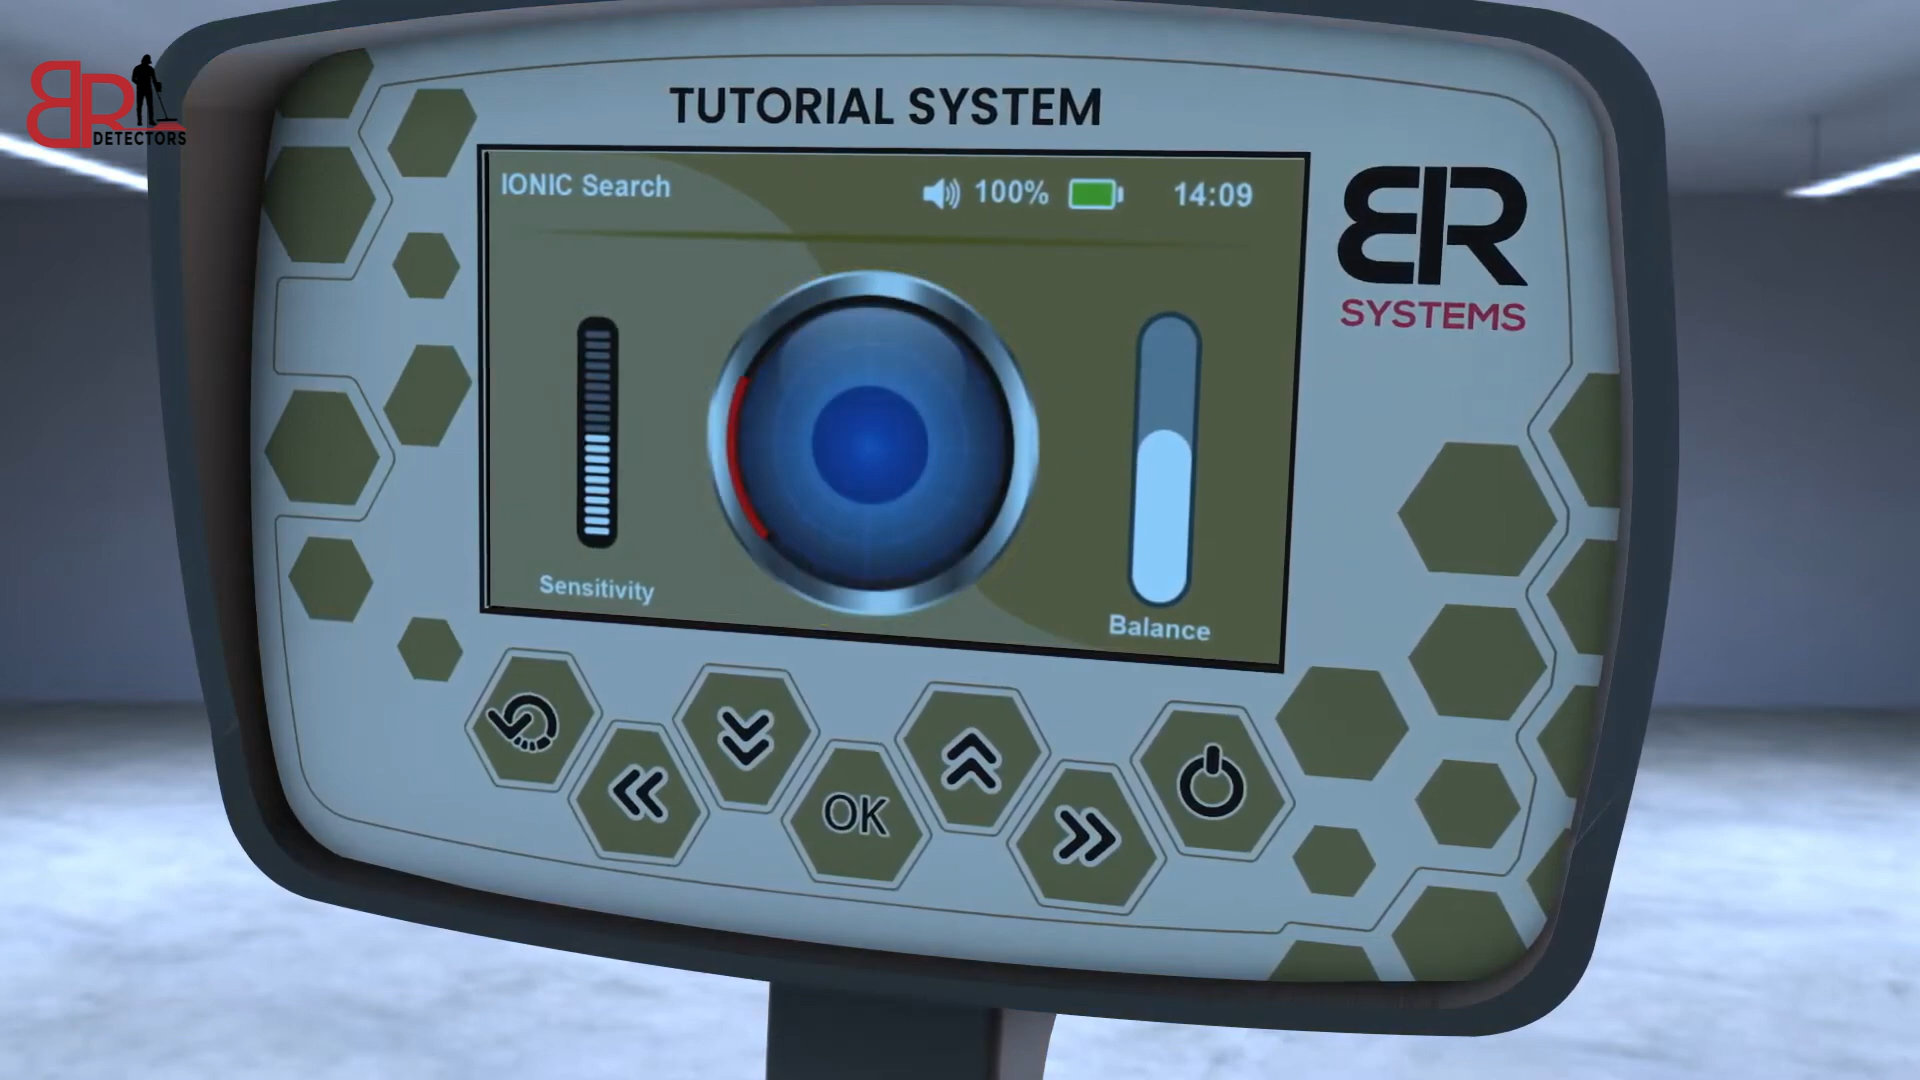 BR
DETECTORS
TUTORIAL SYSTEM
IONIC Search
100%
14:09
BR
SYSTEMS
Sensitivity
Balance
OK